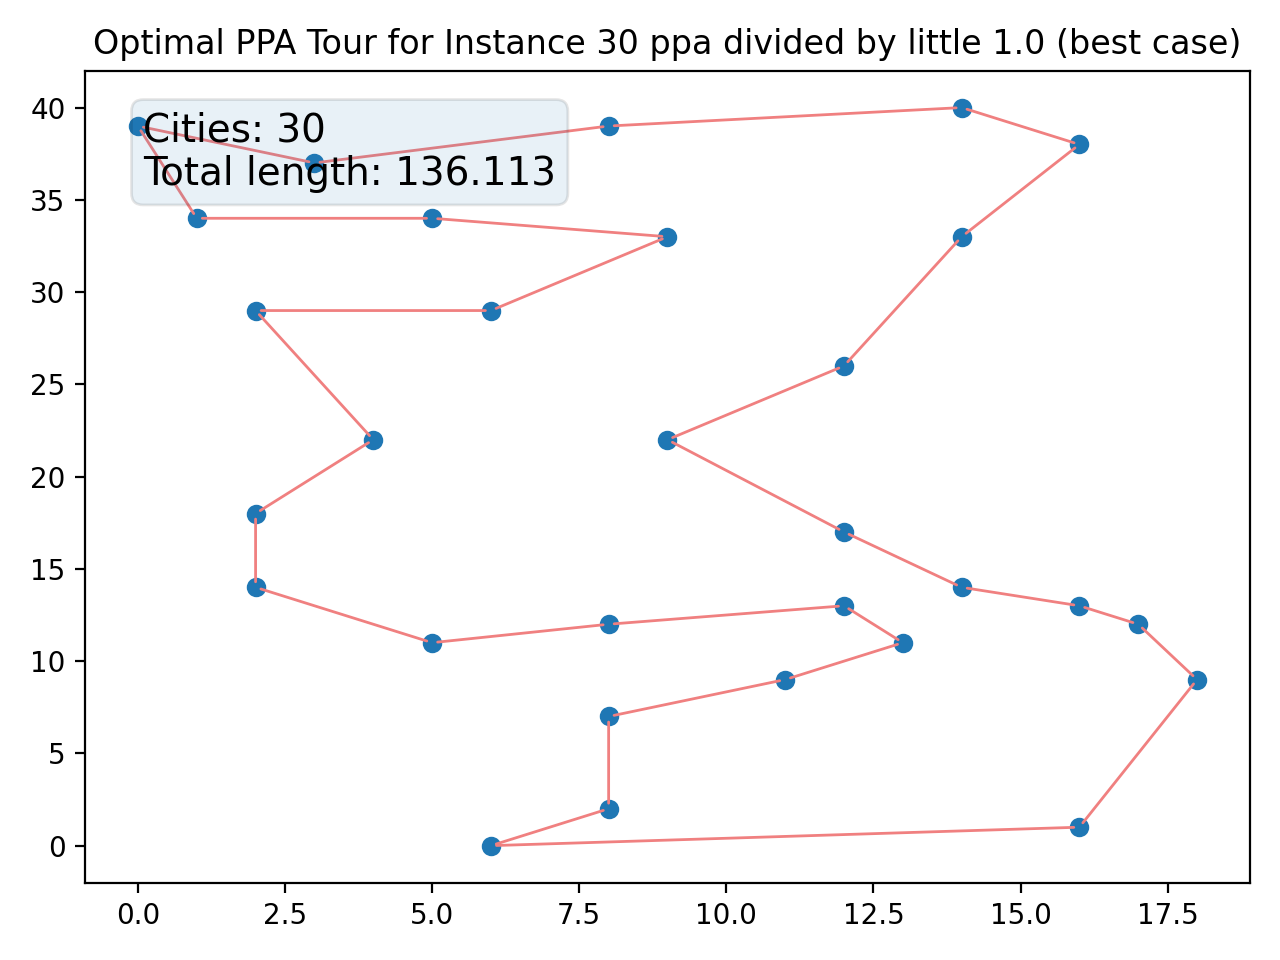 Optimal PPA Tour for Instance 30 ppa divided by little 1.0 (best case)
Cities: 30
Total length: 136.113
40
35
30
25
20
15
10
5
0
0.0 2.5 5.0 7.5 10.0 12.5 15.0 17.5